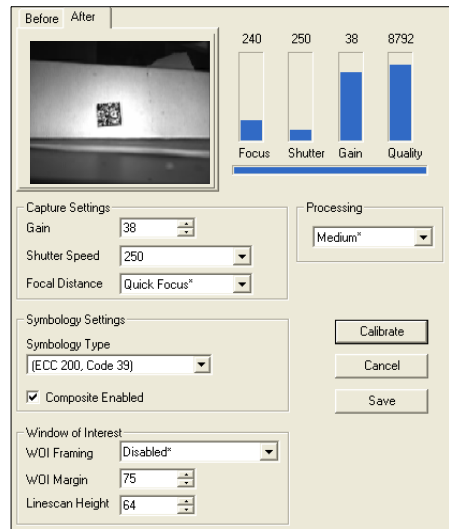 Before After
240 250 38 8792
Focus Shutter Gain Quality
Capture Settings
Gain 38
Shutter Speed 250
Focal Distance Quick Focus*
Processing
Medium*
Symbology Settings
Symbology Type
(ECC 200, Code 39)
Composite Enabled
Calibrate
Cancel
Save
Window of Interest
WOI Framing Disabled*
WOI Margin 75
Linescan Height 64